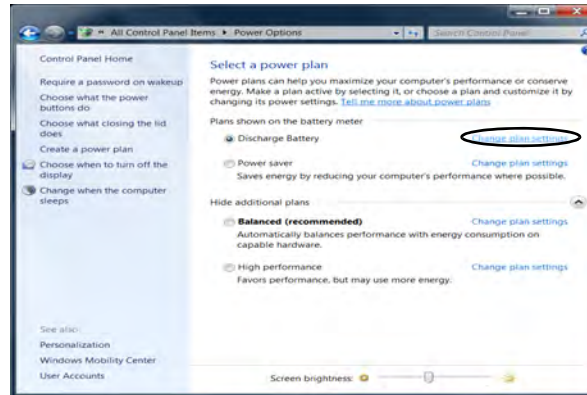 All Control Panel Items ▸ Power Options
Search Control Panel
Control Panel Home
Require a password on wakeup
Choose what the power
buttons do
Choose what closing the lid
does
Create a power plan
Choose when to turn off the
display
Change when the computer
sleeps
See also
Personalization
Windows Mobility Center
User Accounts
Select a power plan
Power plans can help you maximize your computer's performance or conserve
energy. Make a plan active by selecting it, or choose a plan and customize it by
changing its power settings. Tell me more about power plans
Plans shown on the battery meter
Discharge Battery Change plan settings
Power saver Change plan settings
Saves energy by reducing your computer's performance where possible.
Hide additional plans
Balanced (recommended) Change plan settings
Automatically balances performance with energy consumption on
capable hardware.
High performance Change plan settings
Favors performance, but may use more energy.
Screen brightness: